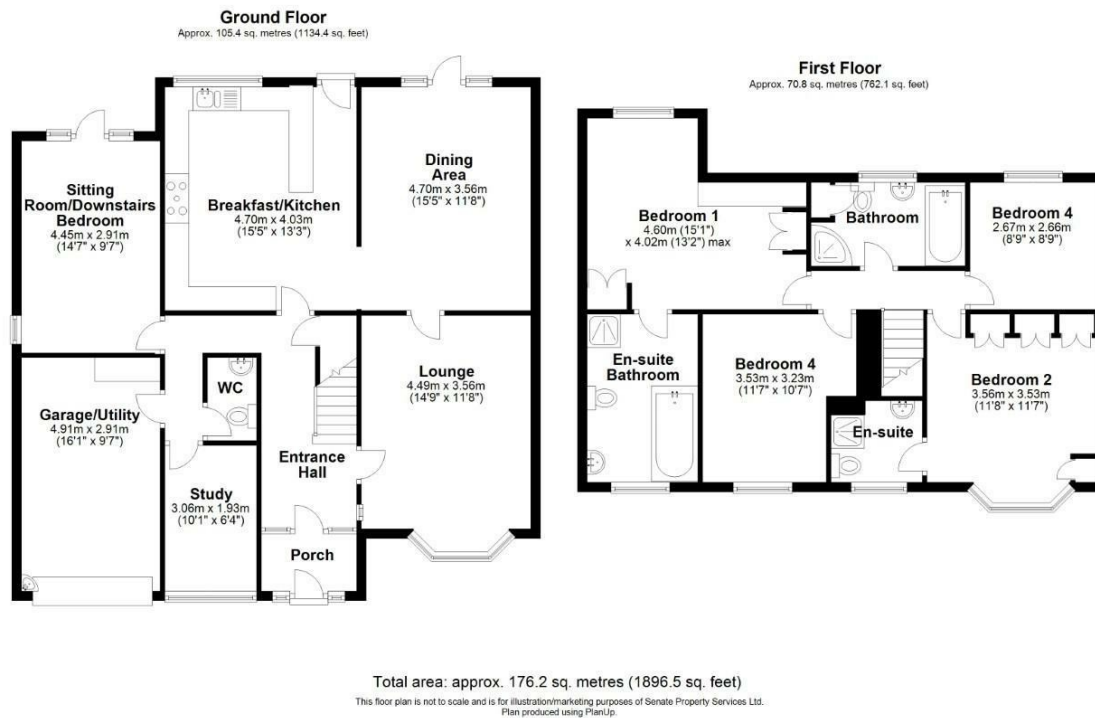 Ground Floor
Approx. 105.4 sq. metres (1134.4 sq. feet)
Sitting
Room/Downstairs
Bedroom
4.45m x 2.91m
(14'7" x 9'7")
Breakfast/Kitchen
4.70m x 4.03m
(15'5" x 13'3")
Dining
Area
4.70m x 3.56m
(15'5" x 11'8")
Garage/Utility
4.91m x 2.91m
(16'1" x 9'7")
WC
Lounge
4.49m x 3.56m
(14'9" x 11'8")
Entrance
Hall
Study
3.06m x 1.93m
(10'1" x 6'4")
Porch
First Floor
Approx. 70.8 sq. metres (762.1 sq. feet)
Bedroom 1
4.60m (15'1")
x 4.02m (13'2") max
Bathroom
Bedroom 4
2.67m x 2.66m
(8'9" x 8'9")
En-suite
Bathroom
Bedroom 4
3.53m x 3.23m
(11'7" x 10'7")
En-suite
Bedroom 2
3.56m x 3.53m
(11'8" x 11'7")
Total area: approx. 176.2 sq. metres (1896.5 sq. feet)
This floor plan is not to scale and is for illustration/marketing purposes of Senate Property Services Ltd.
Plan produced using PlanUp.